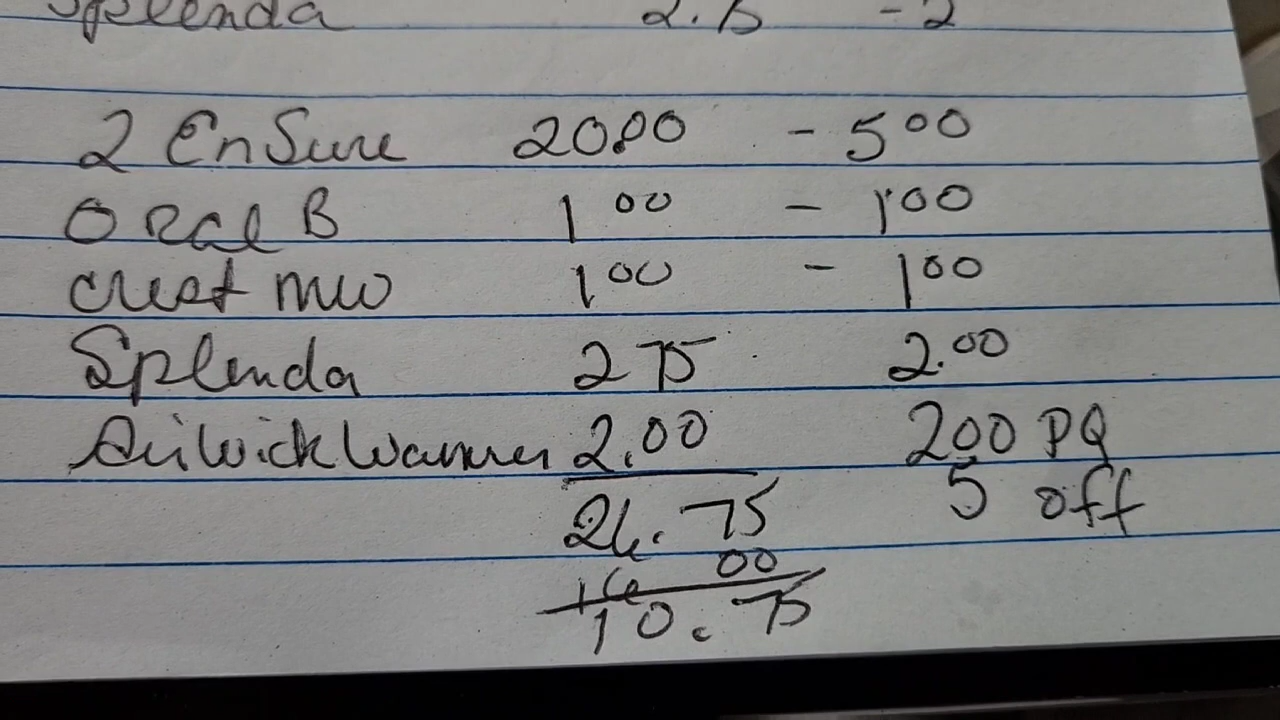 Splenda 2.75 - 2
2 EnSure 20.00 - 5 00
Oral B 1 00 - 1 00
Crest mw 1 00 - 1 00
Splenda 2 75 2.00
AirWick Warmer 2.00 2.00 PQ
26.75 5 off
16 00
10.75